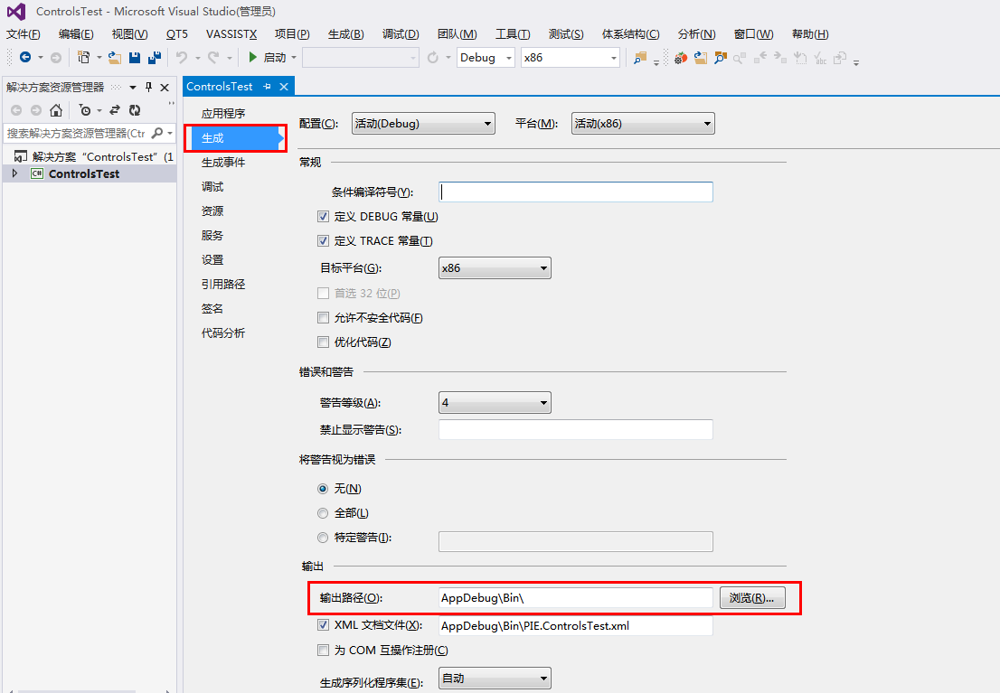 ControlsTest - Microsoft Visual Studio(管理员)
文件(F) 编辑(E) 视图(V) QT5 VASSISTX 项目(P) 生成(B) 调试(D) 团队(M) 工具(T) 测试(S) 体系结构(C) 分析(N) 窗口(W) 帮助(H)
启动 Debug x86
解决方案资源管理器
搜索解决方案资源管理器(Ctr
解决方案 “ControlsTest” (1
C# ControlsTest
ControlsTest
应用程序
生成
生成事件
调试
资源
服务
设置
引用路径
签名
代码分析
配置(C): 活动(Debug) 平台(M): 活动(x86)
常规
条件编译符号(Y):
定义 DEBUG 常量(U)
定义 TRACE 常量(T)
目标平台(G): x86
首选 32 位(P)
允许不安全代码(F)
优化代码(Z)
错误和警告
警告等级(A): 4
禁止显示警告(S):
将警告视为错误
无(N)
全部(L)
特定警告(I):
输出
输出路径(O): AppDebug\Bin\ 浏览(R)...
XML 文档文件(X): AppDebug\Bin\PIE.ControlsTest.xml
为 COM 互操作注册(C)
生成序列化程序集(E): 自动